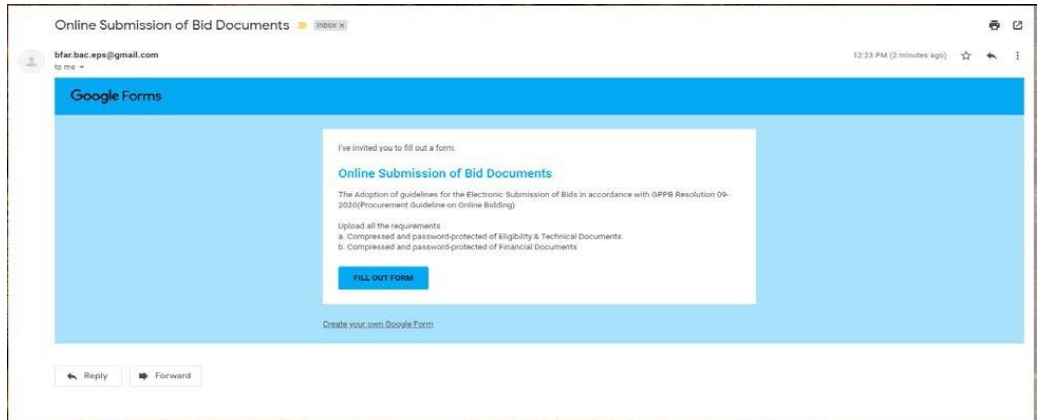 Online Submission of Bid Documents Inbox x
bfar.bac.eps@gmail.com 12:23 PM (2 minutes ago)
to me
Google Forms
I've invited you to fill out a form:
Online Submission of Bid Documents
The Adoption of guidelines for the Electronic Submission of Bids in accordance with GPPB Resolution 09-
2020(Procurement Guideline on Online Bidding)
Upload all the requirements
a. Compressed and password-protected of Eligibility & Technical Documents
b. Compressed and password-protected of Financial Documents
FILL OUT FORM
Create your own Google Form
Reply Forward